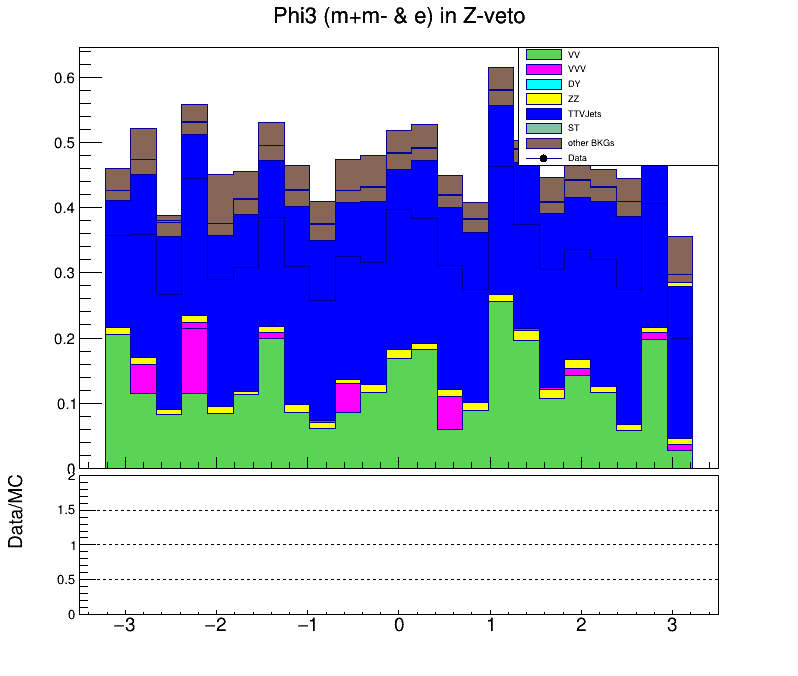 Phi3 (m+m- & e) in Z-veto
VV
VVV
DY
ZZ
TTVJets
ST
other BKGs
Data
0.6
0.5
0.4
0.3
0.2
0.1
0
Data/MC
2
1.5
1
0.5
0
−3 −2 −1 0 1 2 3